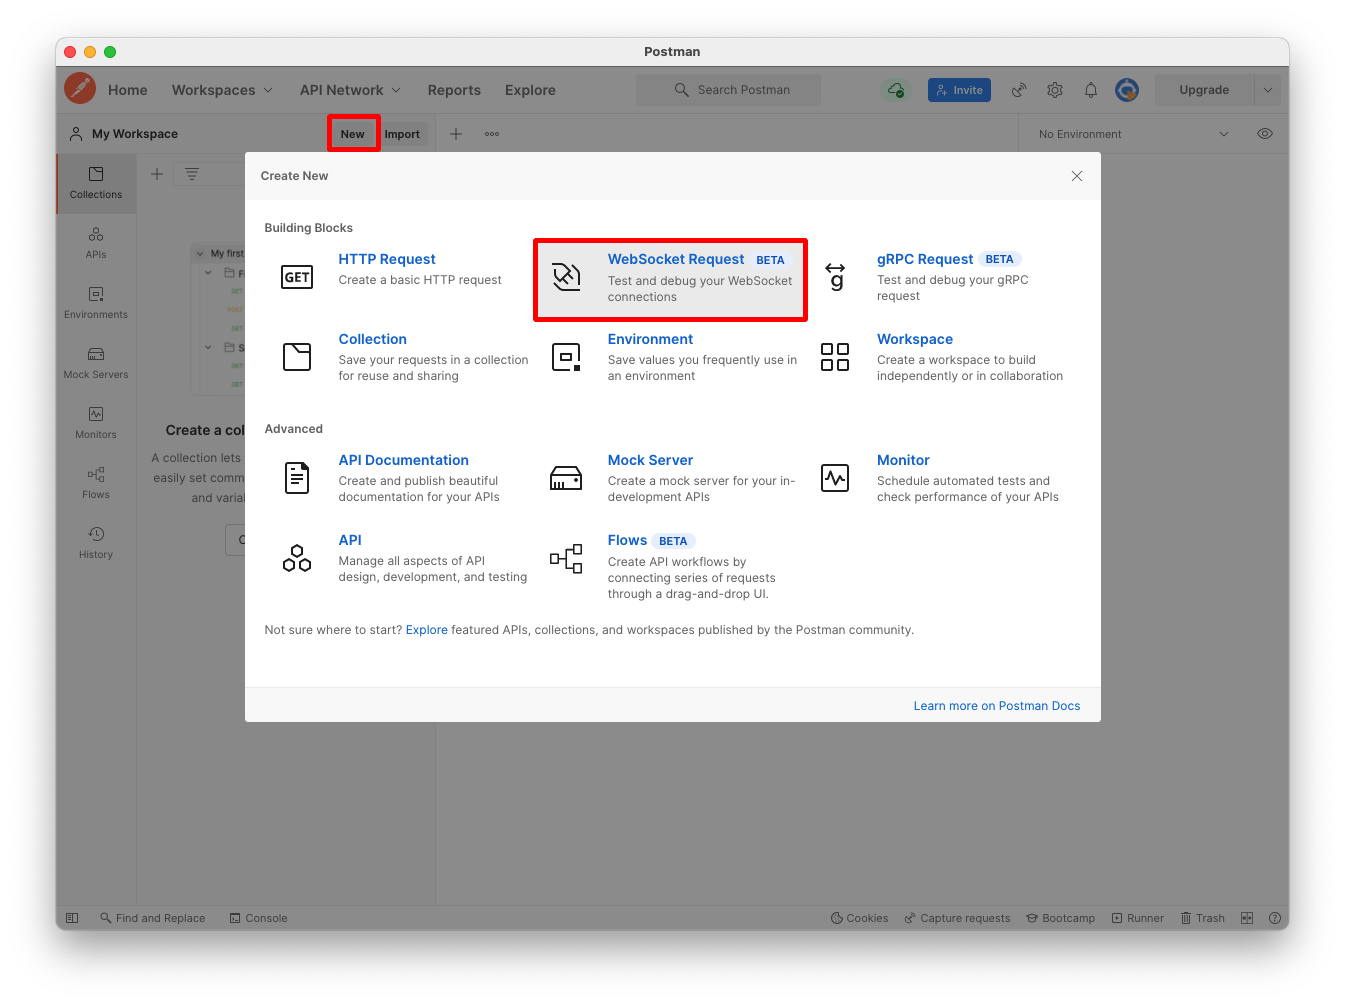 Postman
Home
Workspaces
API Network
Reports
Explore
Search Postman
Invite
Upgrade
My Workspace
New
Import
No Environment
Collections
APIs
Environments
Mock Servers
Monitors
Flows
History
My first
GET
GET
GET
GET
Create a col
A collection lets
easily set comm
and varia
Create New
Building Blocks
GET
HTTP Request
Create a basic HTTP request
WebSocket Request BETA
Test and debug your WebSocket
connections
g
gRPC Request BETA
Test and debug your gRPC
request
Collection
Save your requests in a collection
for reuse and sharing
Environment
Save values you frequently use in
an environment
Workspace
Create a workspace to build
independently or in collaboration
Advanced
API Documentation
Create and publish beautiful
documentation for your APIs
Mock Server
Create a mock server for your in-
development APIs
Monitor
Schedule automated tests and
check performance of your APIs
API
Manage all aspects of API
design, development, and testing
Flows BETA
Create API workflows by
connecting series of requests
through a drag-and-drop UI.
Not sure where to start? Explore featured APIs, collections, and workspaces published by the Postman community.
Learn more on Postman Docs
Find and Replace
Console
Cookies
Capture requests
Bootcamp
Runner
Trash